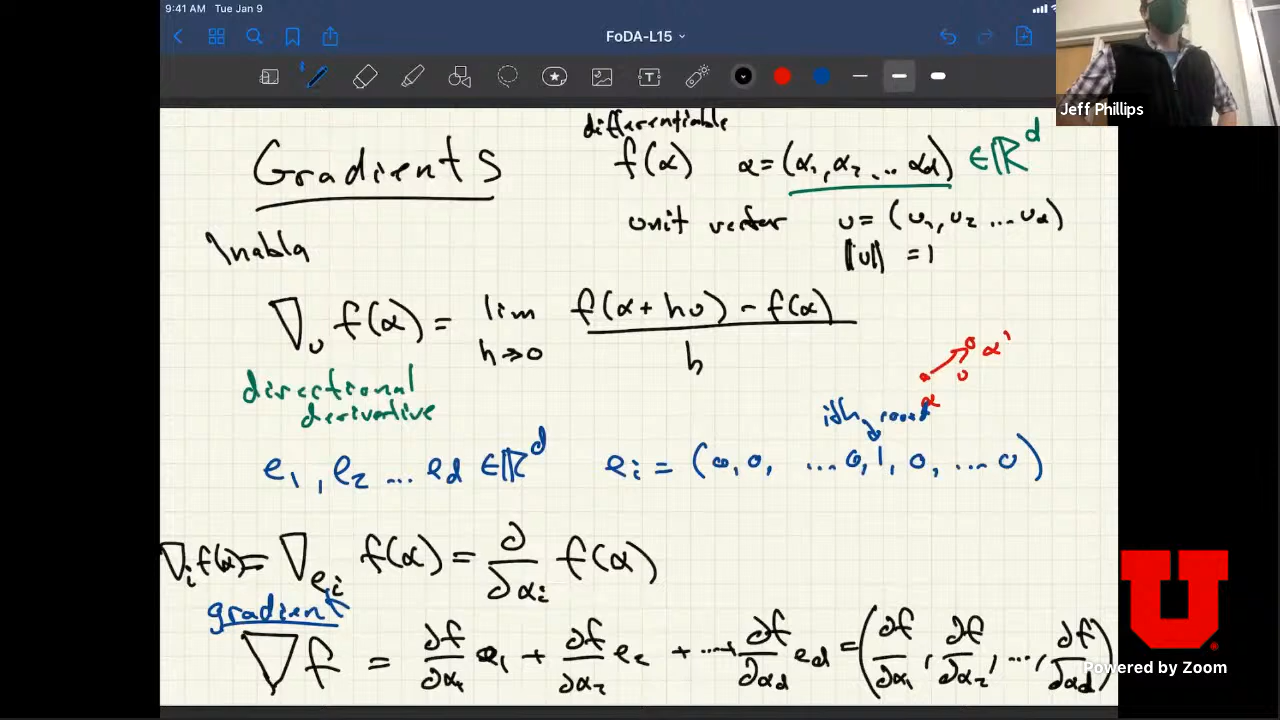 9:41 AM Tue Jan 9
FoDA-L15
Jeff Phillips
differentiable
Gradients f(α) α = (α₁, α₂ ... αd) ∈ ℝ^d
unit vector u = (u₁, u₂ ... ud)
\nabla ||u|| = 1
∇_u f(α) = lim h→0 f(α + hu) - f(α) / h
α u α'
directional
derivative
ith coord
e₁, e₂ ... ed ∈ ℝ^d eᵢ = (0, 0, ... 0, 1, 0, ... 0)
∇ᵢ f(α) = ∇_eᵢ f(α) = ∂/∂αᵢ f(α)
gradient
∇f = ∂f/∂α₁ e₁ + ∂f/∂α₂ e₂ + ... + ∂f/∂αd ed = (∂f/∂α₁, ∂f/∂α₂, ..., ∂f/∂αd)
U
Powered by Zoom